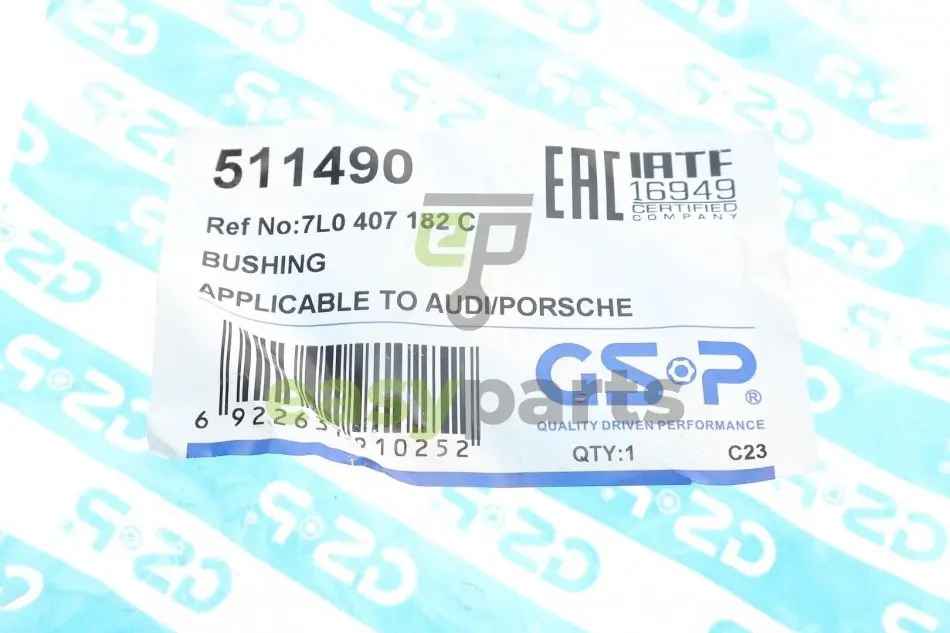 511490
EAC
IATF
16949
CERTIFIED
COMPANY
Ref No:7L0 407 182 C
BUSHING
APPLICABLE TO AUDI/PORSCHE
GSP®
QUALITY DRIVEN PERFORMANCE
QTY:1
C23
easyparts